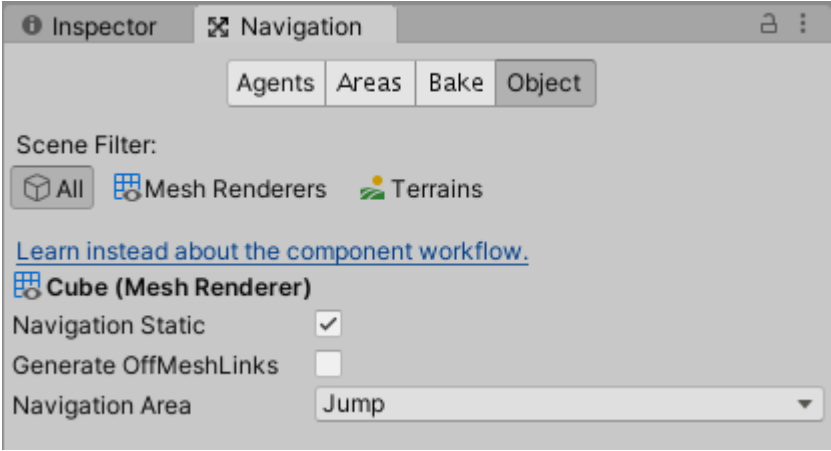 Inspector Navigation
Agents Areas Bake Object
Scene Filter:
All Mesh Renderers Terrains
Learn instead about the component workflow.
Cube (Mesh Renderer)
Navigation Static
Generate OffMeshLinks
Navigation Area Jump